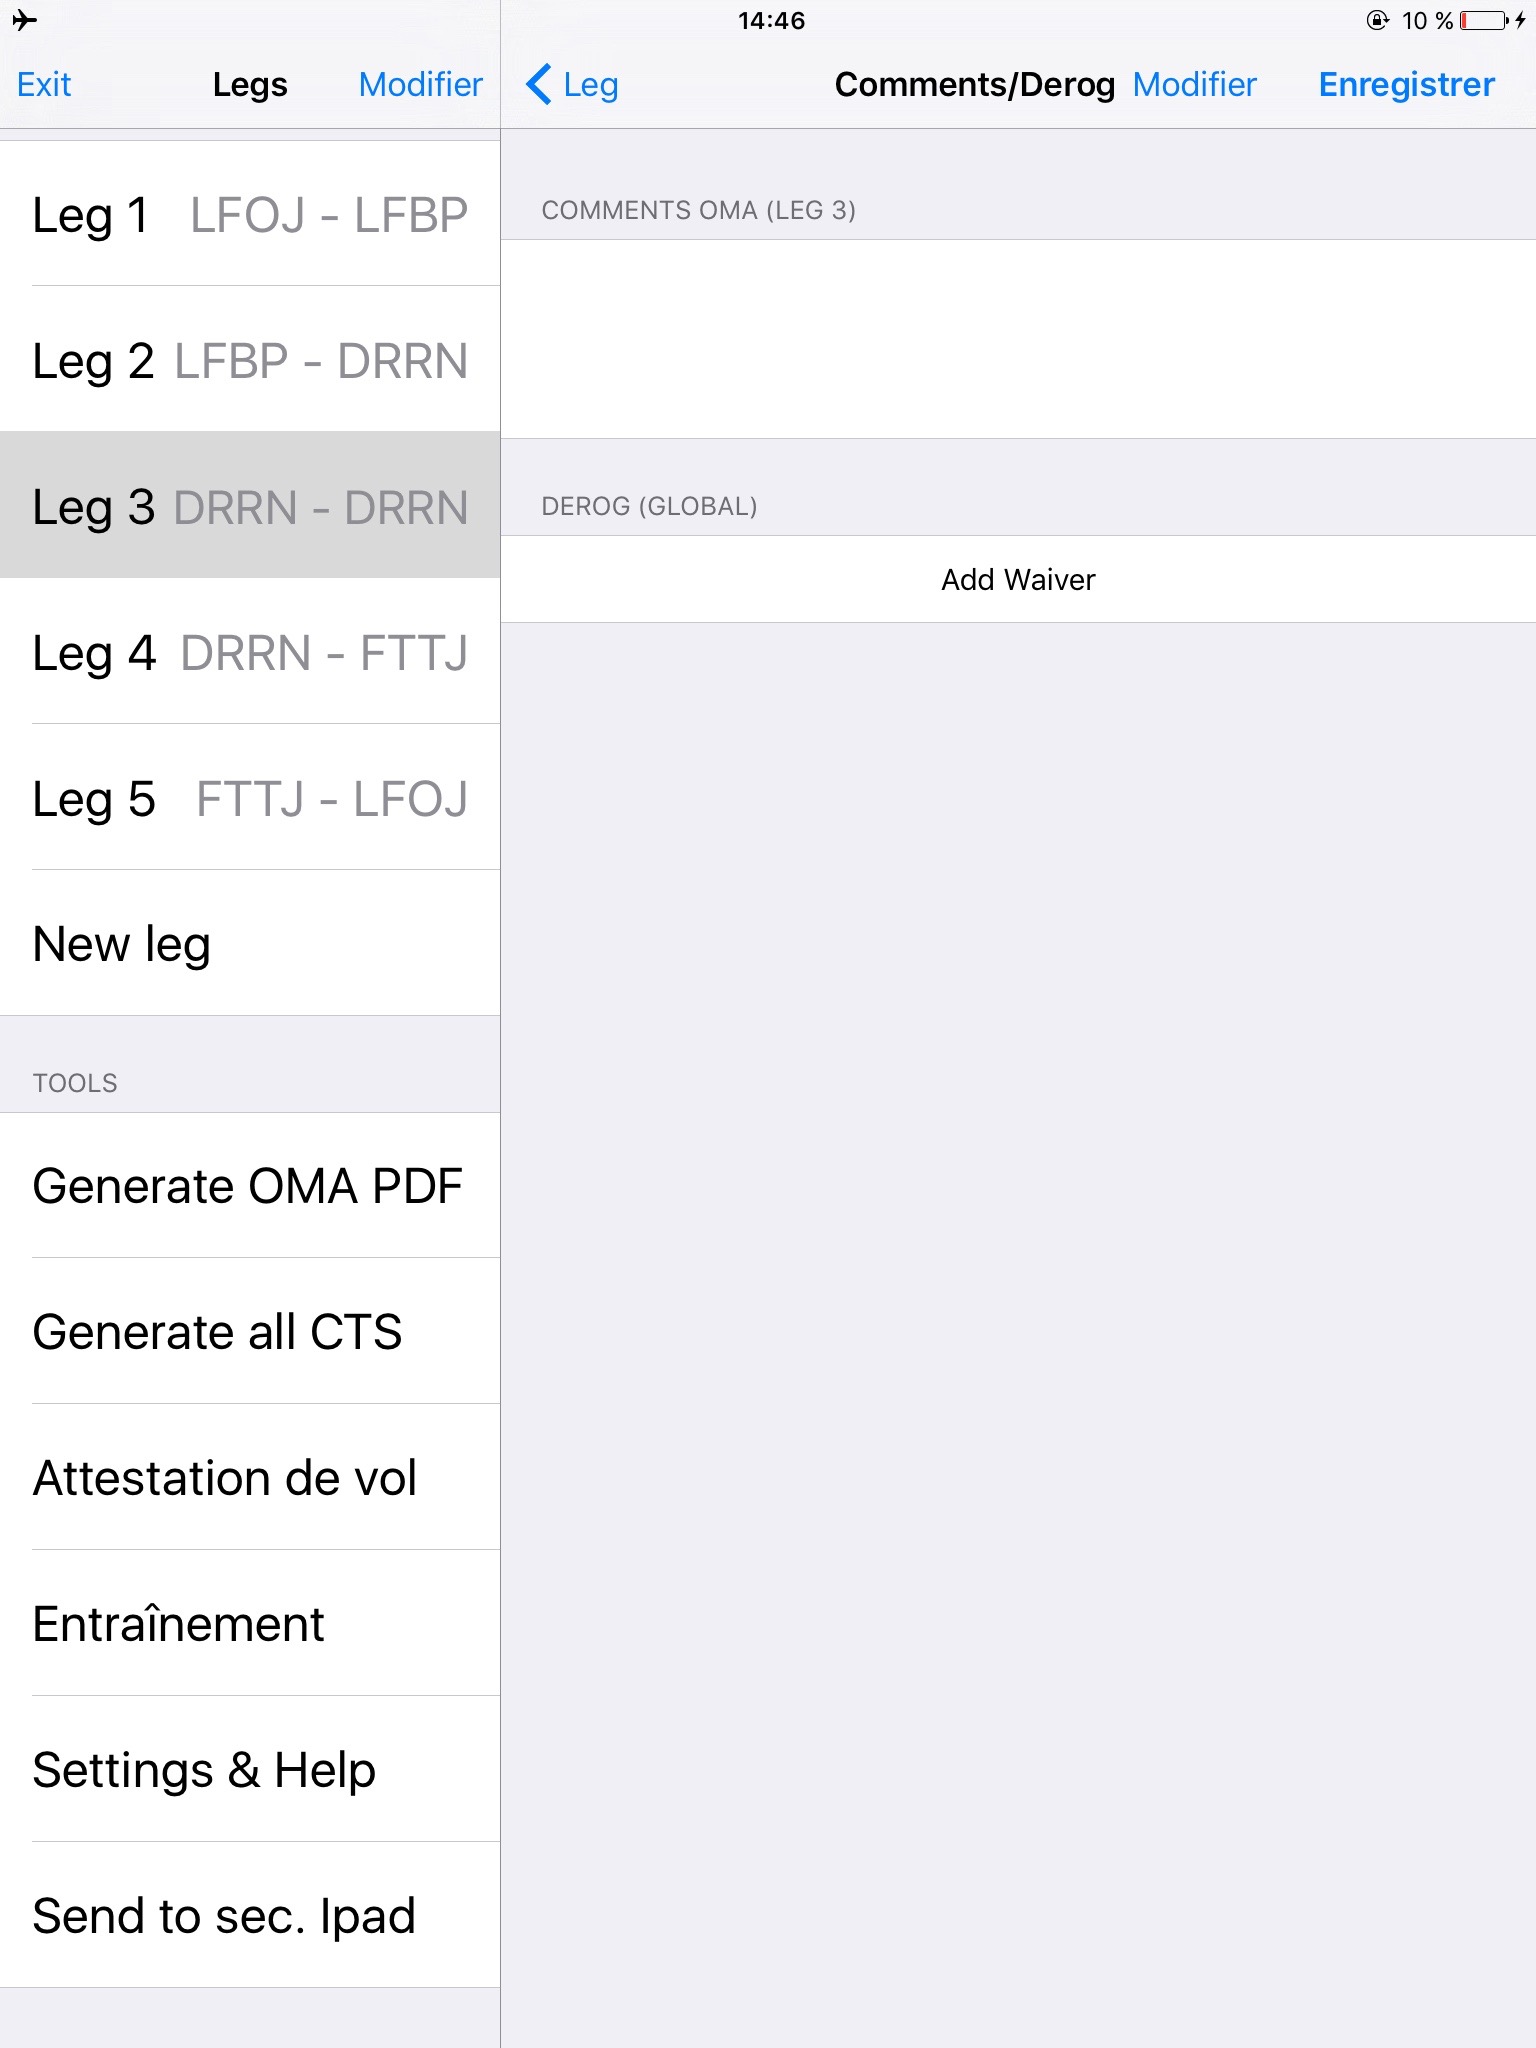 14:46
10 %
Exit
Legs
Modifier
Leg 1 LFOJ - LFBP
Leg 2 LFBP - DRRN
Leg 3 DRRN - DRRN
Leg 4 DRRN - FTTJ
Leg 5 FTTJ - LFOJ
New leg
TOOLS
Generate OMA PDF
Generate all CTS
Attestation de vol
Entraînement
Settings & Help
Send to sec. Ipad
Leg
Comments/Derog
Modifier
Enregistrer
COMMENTS OMA (LEG 3)
DEROG (GLOBAL)
Add Waiver